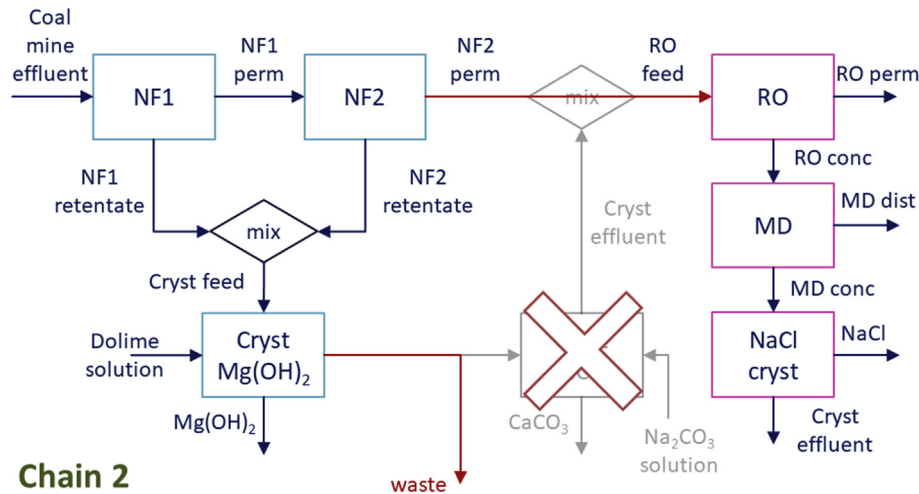 Coal
mine
effluent
NF1
perm
NF2
perm
RO
feed
RO perm
NF1
NF2
mix
RO
RO conc
NF1
retentate
NF2
retentate
mix
Cryst
effluent
MD
MD dist
Cryst feed
MD conc
Dolime
solution
Cryst
Mg(OH)₂
NaCl
cryst
NaCl
Mg(OH)₂
CaCO₃
Na₂CO₃
solution
Cryst
effluent
Chain 2
waste